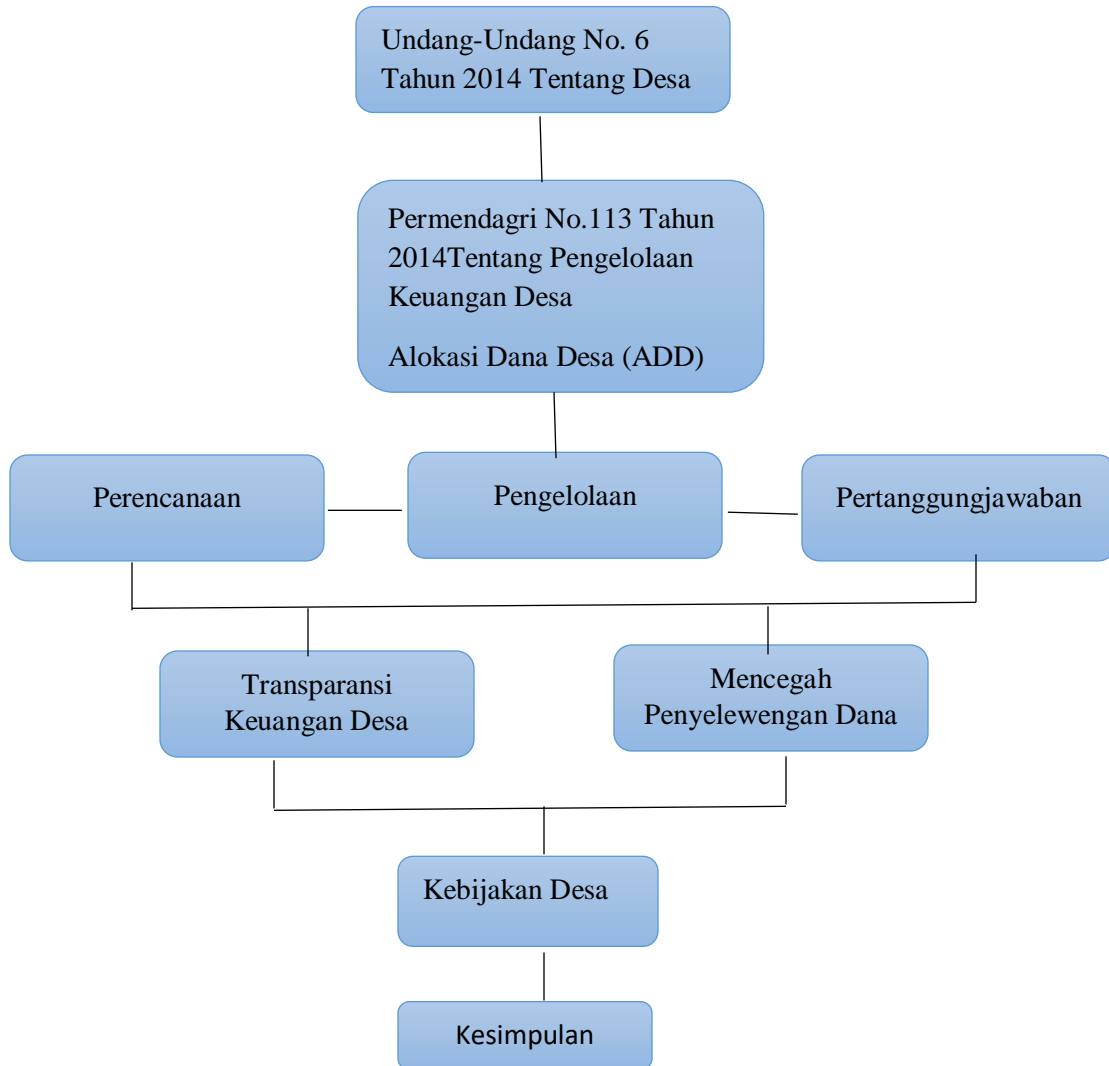 Undang-Undang No. 6
Tahun 2014 Tentang Desa
Permendagri No.113 Tahun
2014Tentang Pengelolaan
Keuangan Desa
Alokasi Dana Desa (ADD)
Perencanaan
Pengelolaan
Pertanggungjawaban
Transparansi
Keuangan Desa
Mencegah
Penyelewengan Dana
Kebijakan Desa
Kesimpulan